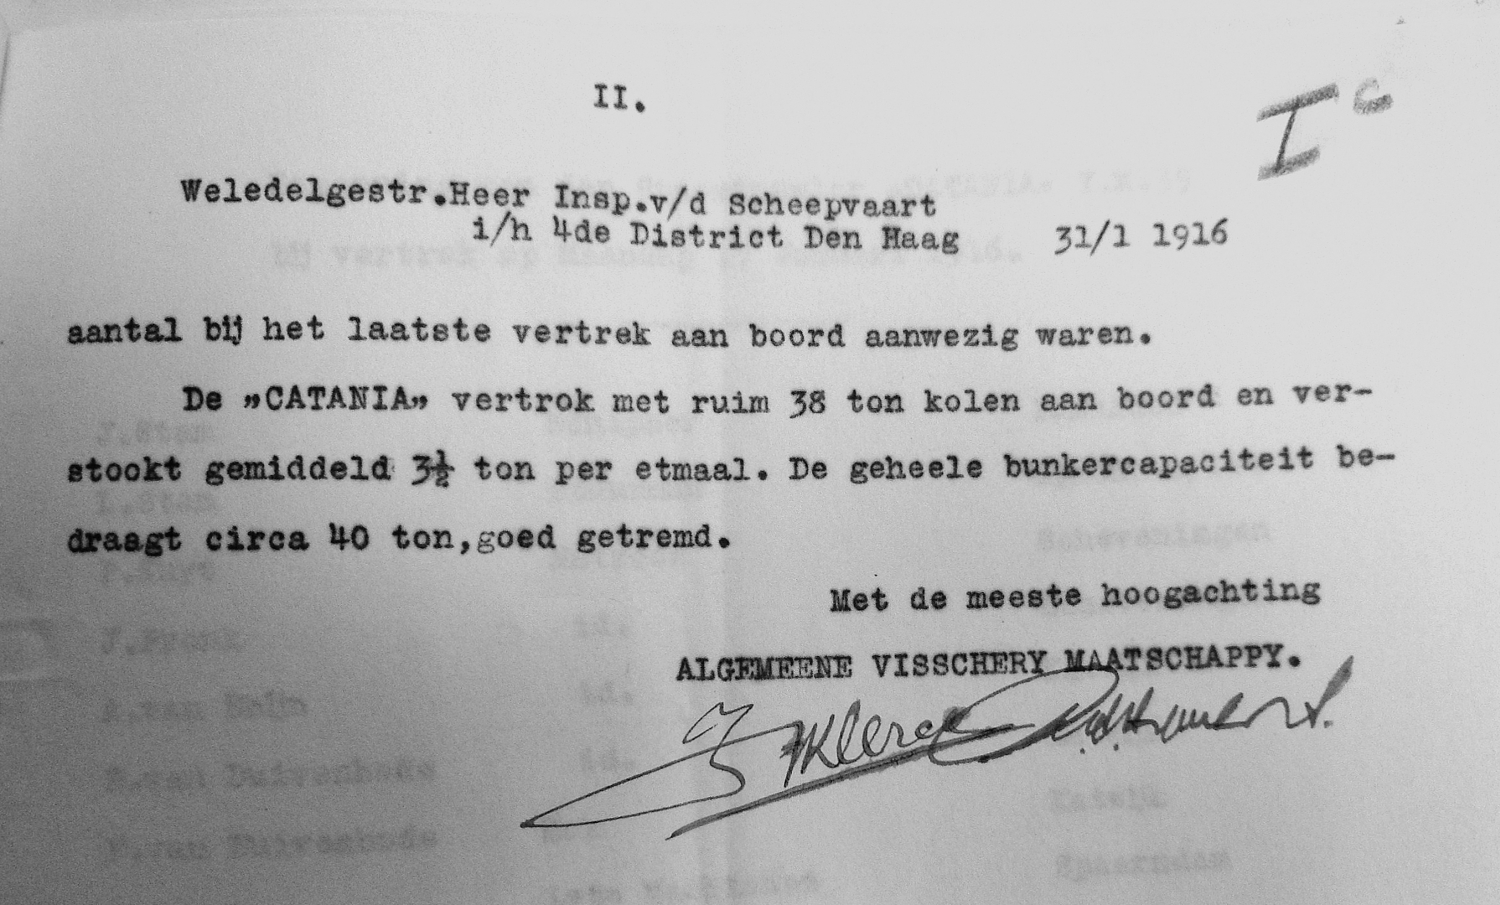 II.
I c
Weledelgestr.Heer Insp.v/d Scheepvaart
i/h 4de District Den Haag 31/1 1916
aantal bij het laatste vertrek aan boord aanwezig waren.
De „CATANIA„ vertrok met ruim 38 ton kolen aan boord en ver-
stookt gemiddeld 3½ ton per etmaal. De geheele bunkercapaciteit be-
draagt circa 40 ton,goed getremd.
Met de meeste hoogachting
ALGEMEENE VISSCHERY MAATSCHAPPY.